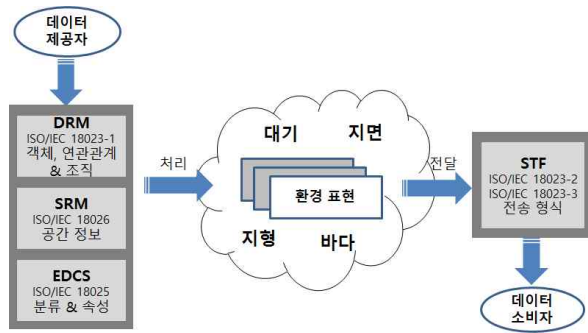 데이터
제공자
DRM
ISO/IEC 18023-1
객체, 연관관계
& 조직
SRM
ISO/IEC 18026
공간 정보
EDCS
ISO/IEC 18025
분류 & 속성
처리
대기
지면
환경 표현
지형
바다
전달
STF
ISO/IEC 18023-2
ISO/IEC 18023-3
전송 형식
데이터
소비자